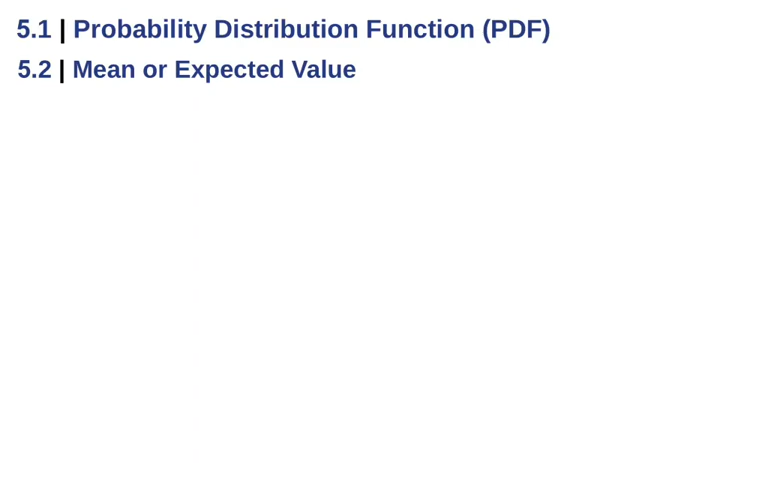 5.1 | Probability Distribution Function (PDF)
5.2 | Mean or Expected Value